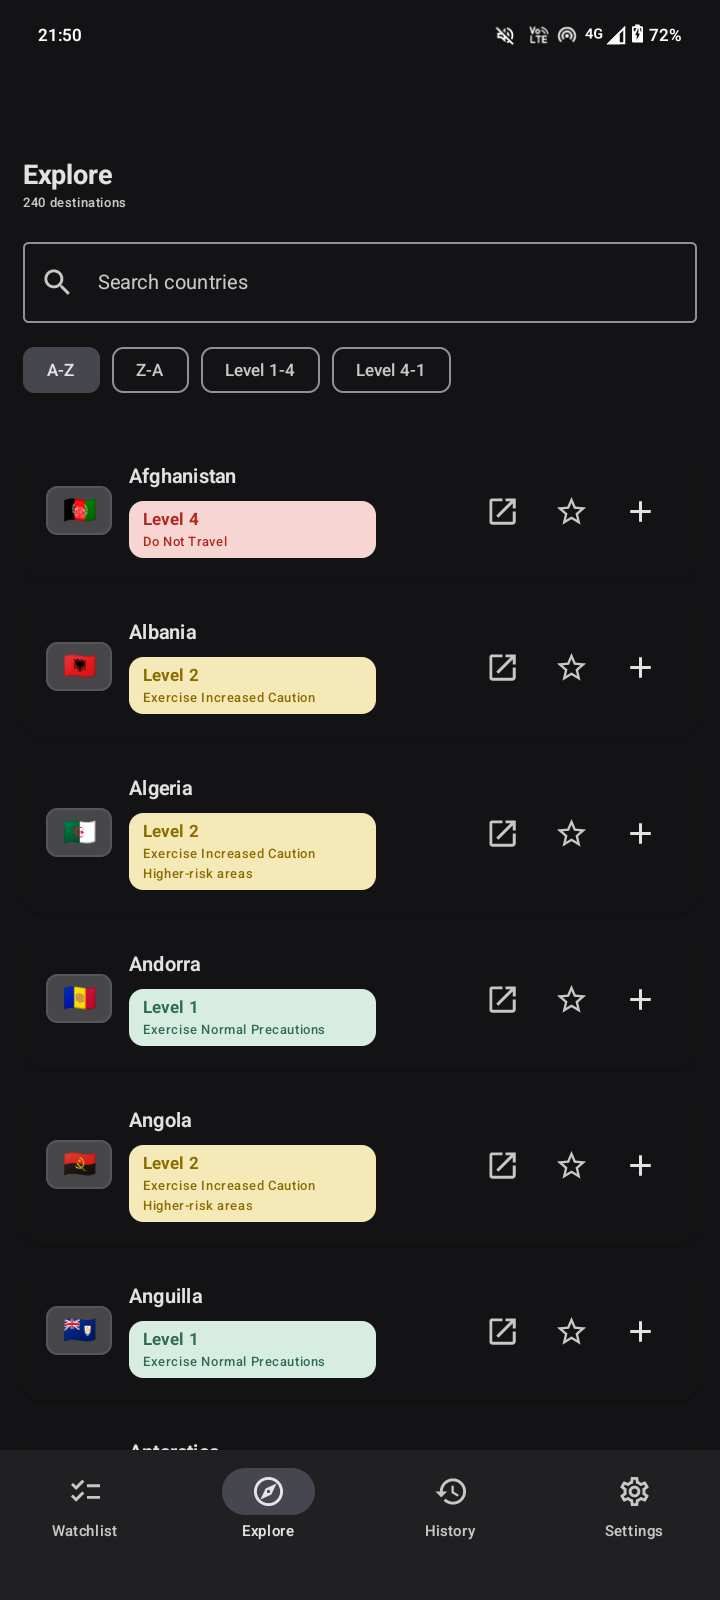 21:50
Vo LTE
4G
72%
Explore
240 destinations
Search countries
A-Z
Z-A
Level 1-4
Level 4-1
Afghanistan
Level 4
Do Not Travel
Albania
Level 2
Exercise Increased Caution
Algeria
Level 2
Exercise Increased Caution
Higher-risk areas
Andorra
Level 1
Exercise Normal Precautions
Angola
Level 2
Exercise Increased Caution
Higher-risk areas
Anguilla
Level 1
Exercise Normal Precautions
Watchlist
Explore
History
Settings